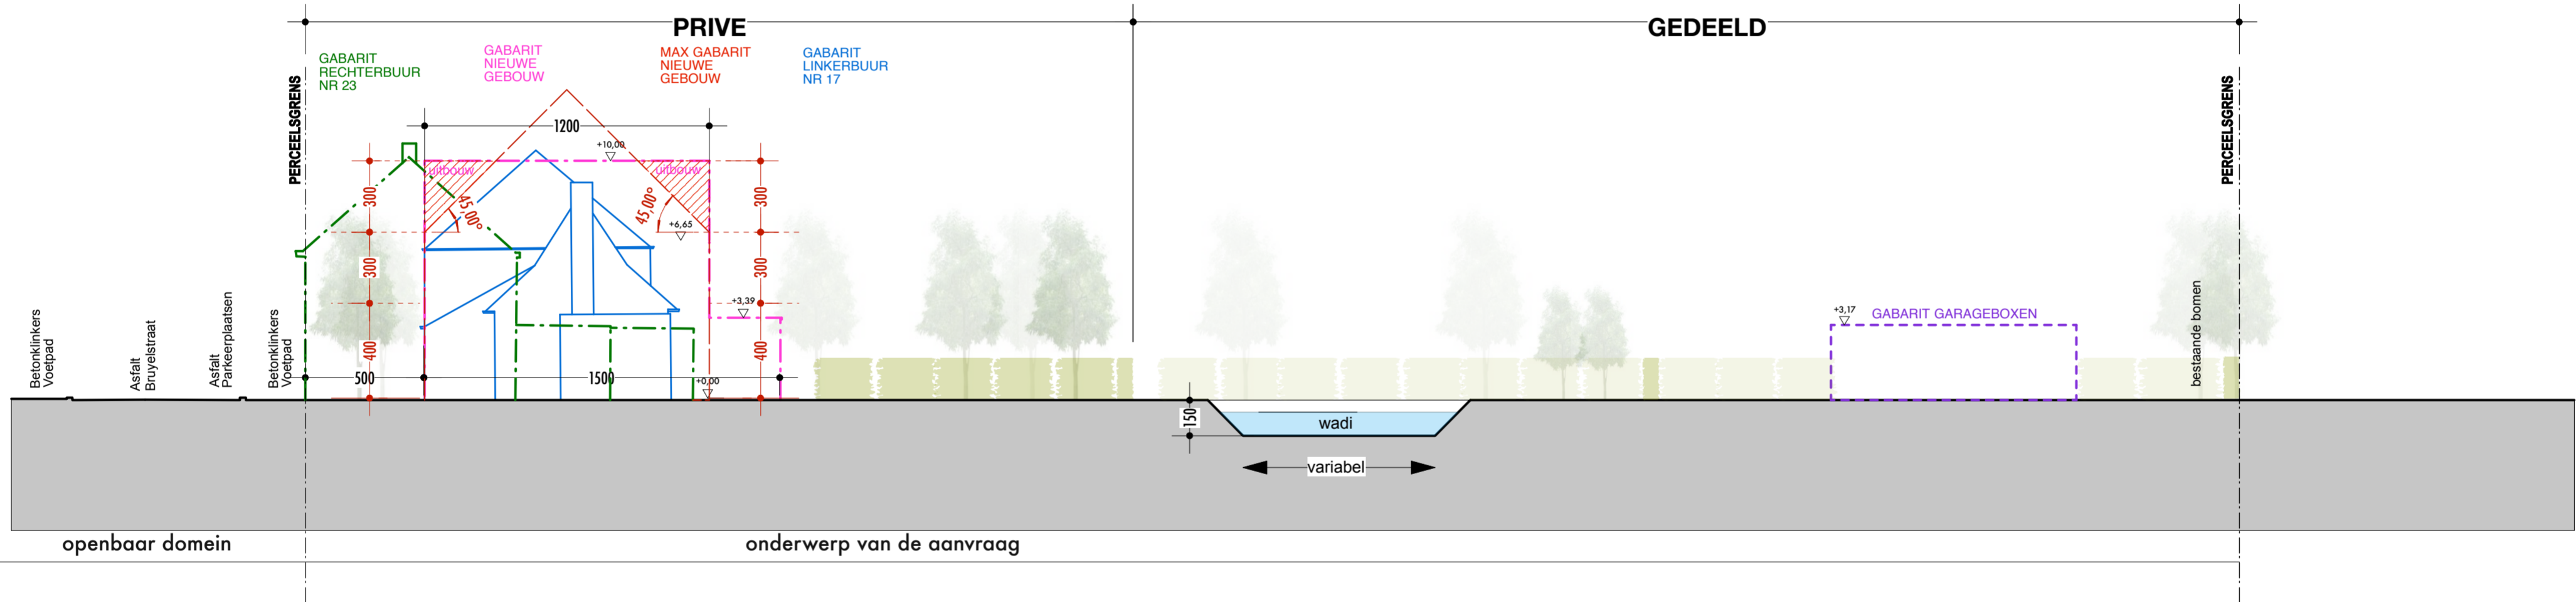 PRIVE
GEDEELD
GABARIT
RECHTERBUUR
NR 23
GABARIT
NIEUWE
GEBOUW
MAX GABARIT
NIEUWE
GEBOUW
GABARIT
LINKERBUUR
NR 17
PERCEELSGRENS
PERCEELSGRENS
1200
+10,00
uitbouw
uitbouw
300
300
45,00°
45,00°
+6,65
300
300
+3,39
400
400
500
1500
+0,00
Betonklinkers
Voetpad
Asfalt
Bruyelstraat
Asfalt
Parkeerplaatsen
Betonklinkers
Voetpad
+3,17
GABARIT GARAGEBOXEN
bestaande bomen
150
wadi
variabel
openbaar domein
onderwerp van de aanvraag